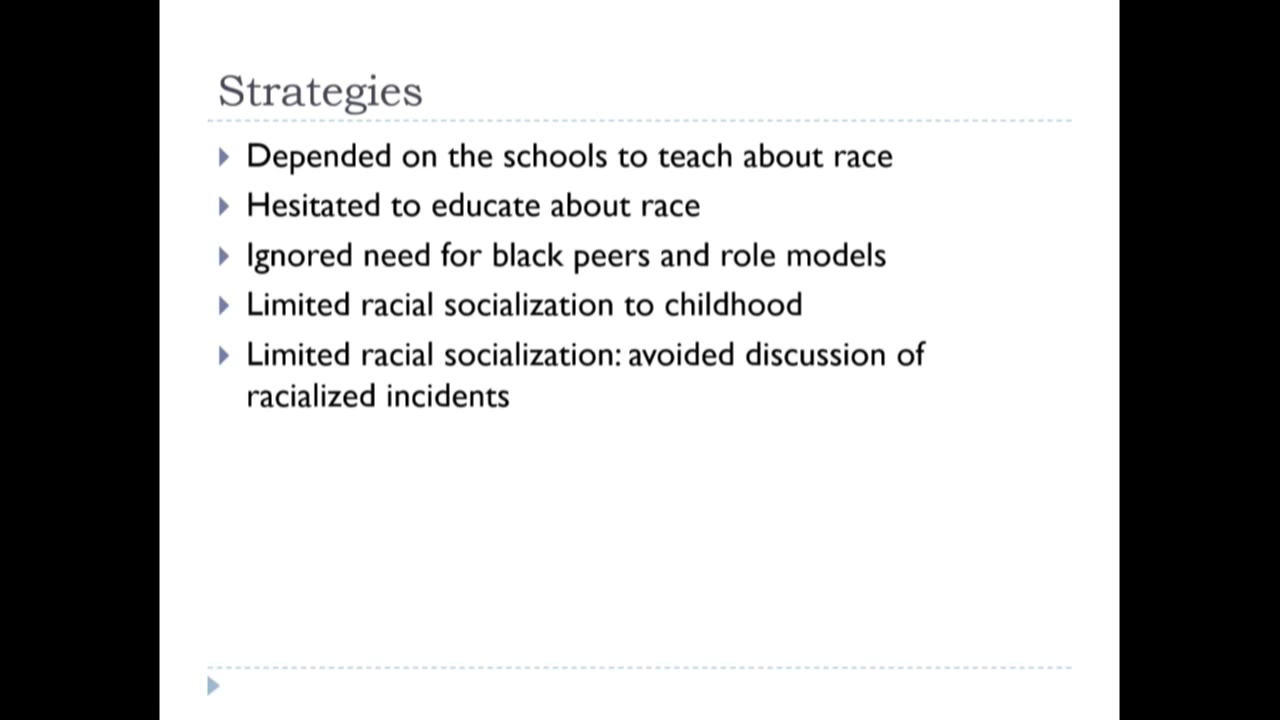 Strategies
Depended on the schools to teach about race
Hesitated to educate about race
Ignored need for black peers and role models
Limited racial socialization to childhood
Limited racial socialization: avoided discussion of
racialized incidents